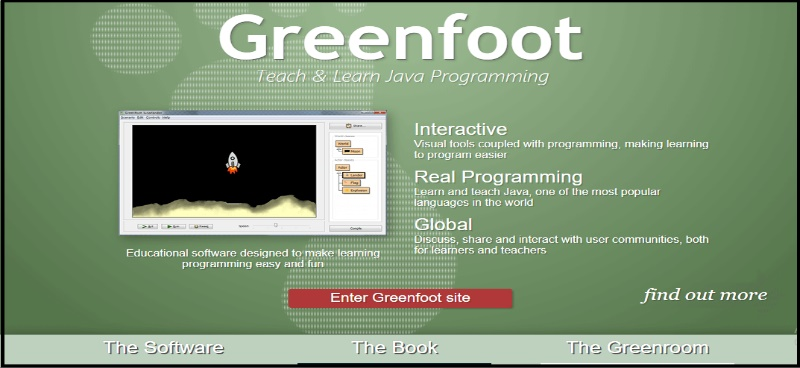 Greenfoot
Teach & Learn Java Programming
Interactive
Visual tools coupled with programming, making learning
to program easier
Real Programming
Learn and teach Java, one of the most popular
languages in the world
Global
Discuss, share and interact with user communities, both
for learners and teachers
Educational software designed to make learning
programming easy and fun
Enter Greenfoot site
find out more
The Software
The Book
The Greenroom